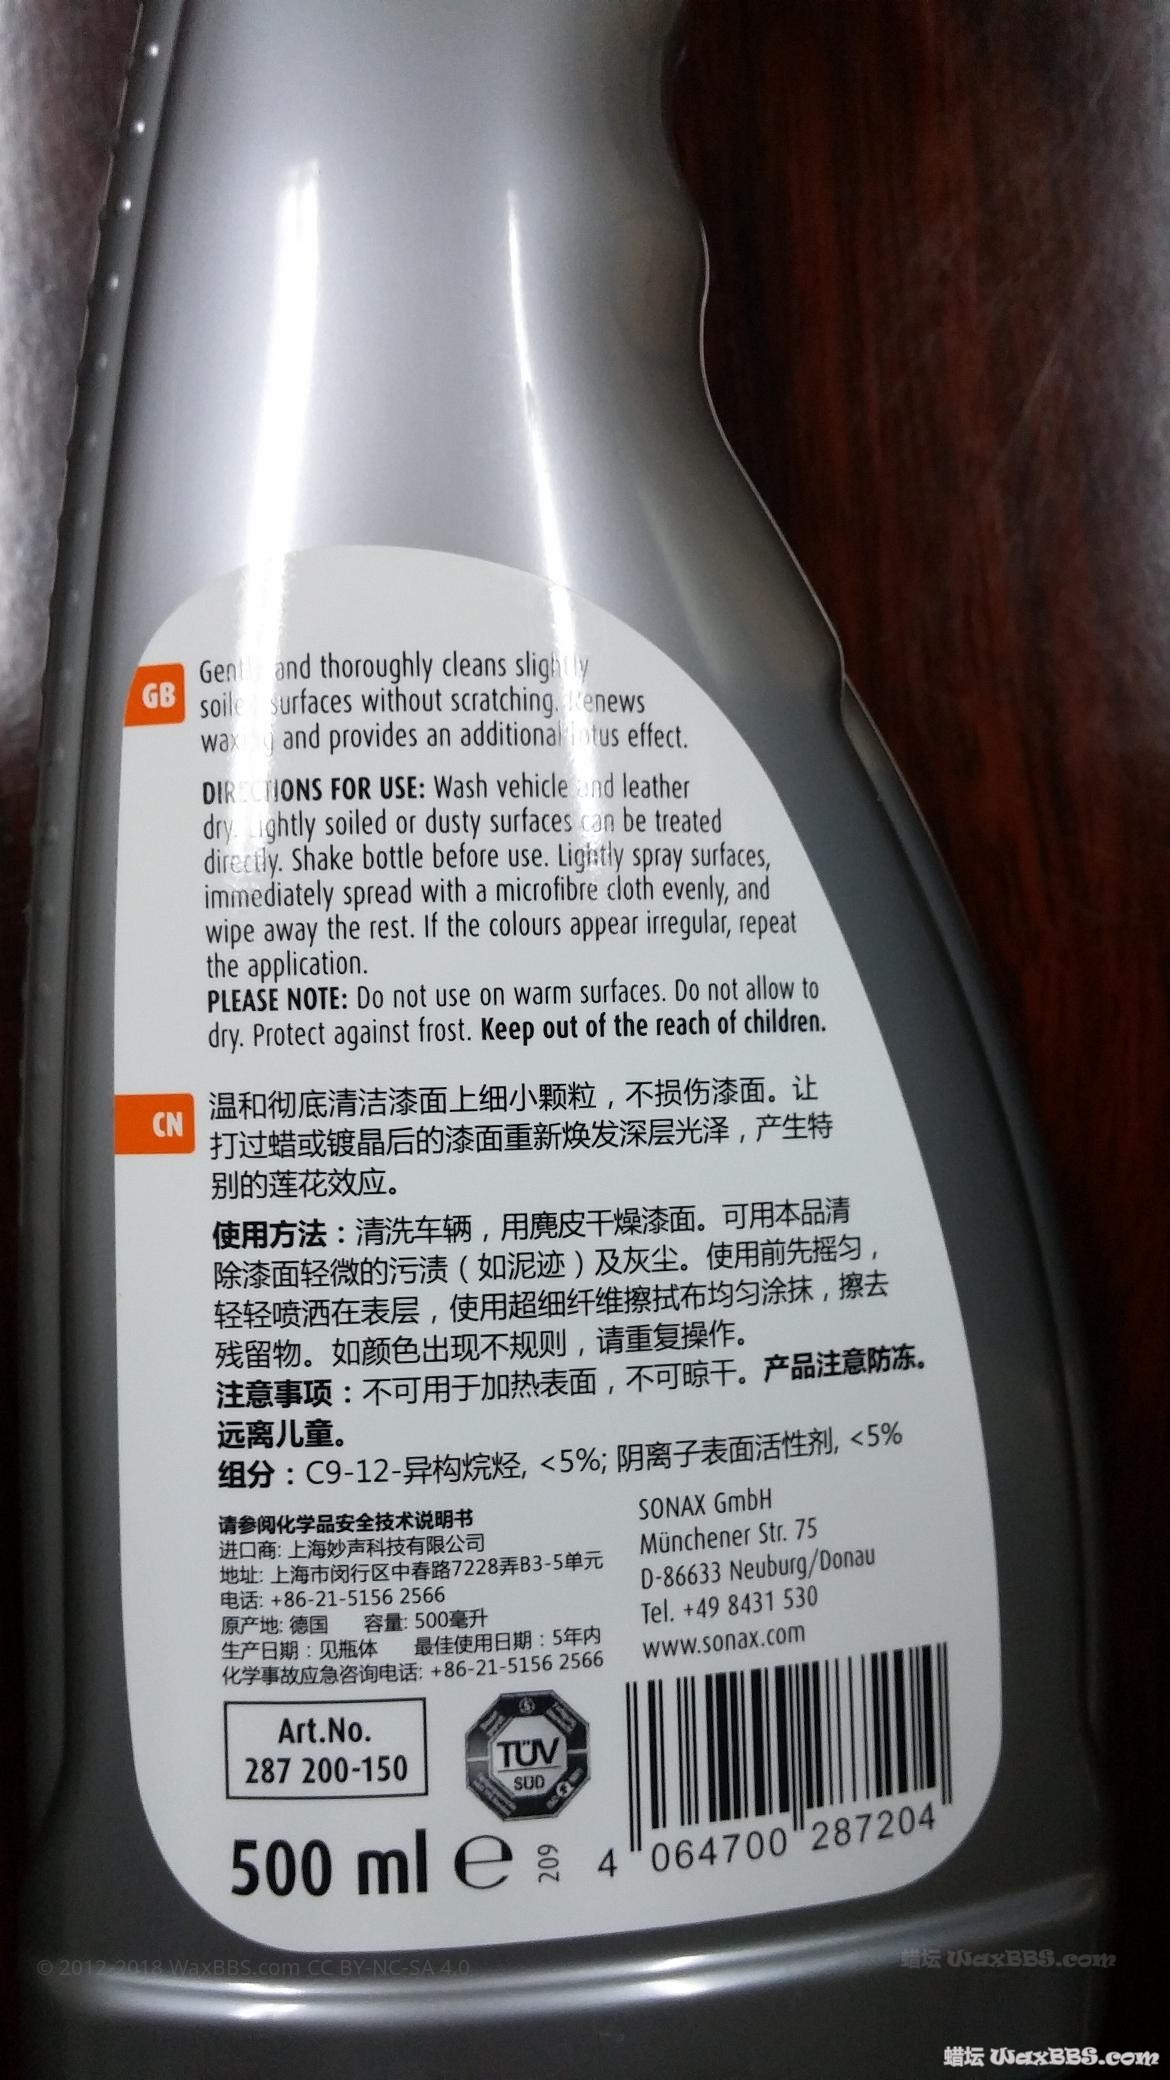 GB
Gently and thoroughly cleans slightly
soiled surfaces without scratching. Renews
waxing and provides an additional lotus effect.
DIRECTIONS FOR USE: Wash vehicle and leather
dry. Lightly soiled or dusty surfaces can be treated
directly. Shake bottle before use. Lightly spray surfaces,
immediately spread with a microfibre cloth evenly, and
wipe away the rest. If the colours appear irregular, repeat
the application.
PLEASE NOTE: Do not use on warm surfaces. Do not allow to
dry. Protect against frost. Keep out of the reach of children.
CN
温和彻底清洁漆面上细小颗粒，不损伤漆面。让
打过蜡或镀晶后的漆面重新焕发深层光泽，产生特
别的莲花效应。
使用方法：清洗车辆，用麂皮干燥漆面。可用本品清
除漆面轻微的污渍（如泥迹）及灰尘。使用前先摇匀，
轻轻喷洒在表层，使用超细纤维擦拭布均匀涂抹，擦去
残留物。如颜色出现不规则，请重复操作。
注意事项：不可用于加热表面，不可晾干。产品注意防冻。
远离儿童。
组分：C9-12-异构烷烃, <5%; 阴离子表面活性剂, <5%
请参阅化学品安全技术说明书
进口商: 上海妙声科技有限公司
地址: 上海市闵行区中春路7228弄B3-5单元
电话: +86-21-5156 2566
原产地: 德国 容量: 500毫升
生产日期：见瓶体 最佳使用日期：5年内
化学事故应急咨询电话: +86-21-5156 2566
SONAX GmbH
Münchener Str. 75
D-86633 Neuburg/Donau
Tel. +49 8431 530
www.sonax.com
Art.No.
287 200-150
TÜV
SÜD
500 ml e 209
4 064700 287204
© 2012-2018 WaxBBS.com CC BY-NC-SA 4.0
蜡坛 WaxBBS.com
蜡坛 WaxBBS.com